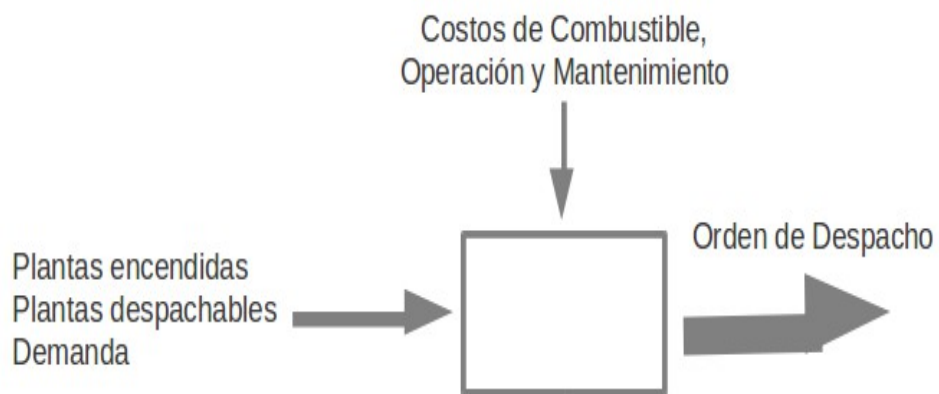 Costos de Combustible,
Operación y Mantenimiento
Orden de Despacho
Plantas encendidas
Plantas despachables
Demanda